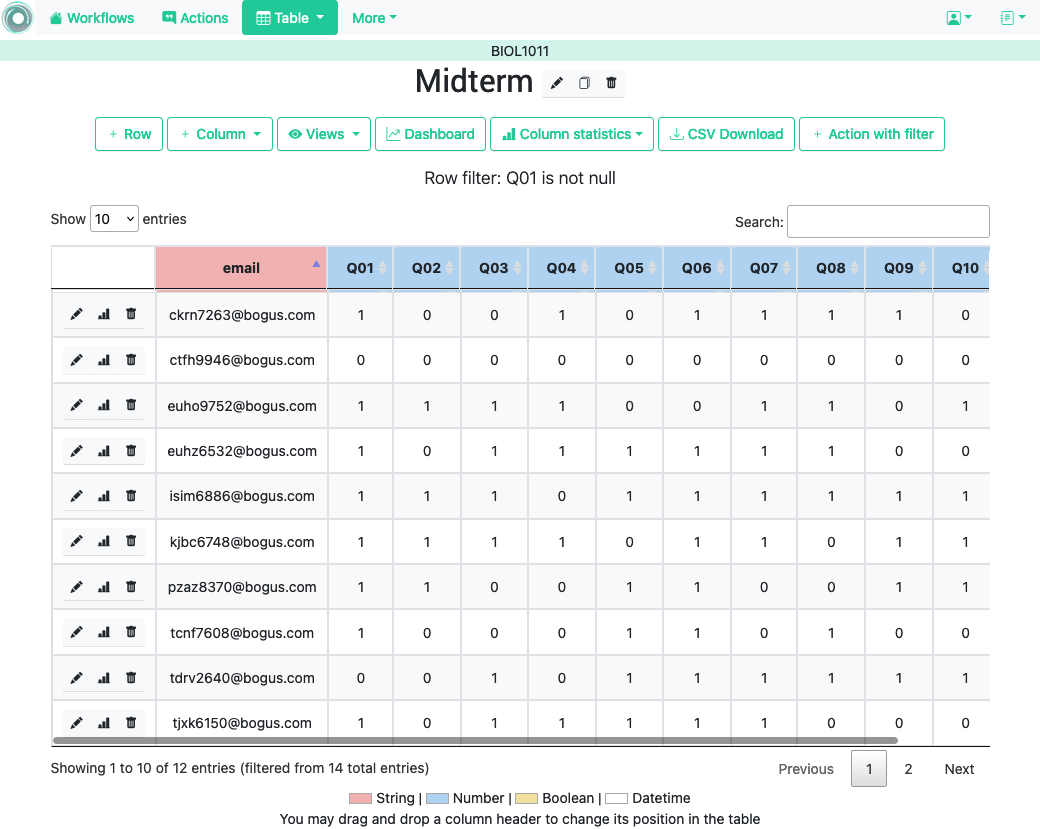 Workflows Actions Table More
BIOL1011
Midterm
+ Row + Column Views Dashboard Column statistics CSV Download + Action with filter
Row filter: Q01 is not null
Show 10 entries Search:
email Q01 Q02 Q03 Q04 Q05 Q06 Q07 Q08 Q09 Q10
ckrn7263@bogus.com 1 0 0 1 0 1 1 1 1 0
ctfh9946@bogus.com 0 0 0 0 0 0 0 0 0 0
euho9752@bogus.com 1 1 1 1 0 0 1 1 0 1
euhz6532@bogus.com 1 0 1 1 1 1 1 1 0 0
isim6886@bogus.com 1 1 1 0 1 1 1 1 1 1
kjbc6748@bogus.com 1 1 1 1 0 1 1 0 1 1
pzaz8370@bogus.com 1 1 0 0 1 1 0 0 1 1
tcnf7608@bogus.com 1 0 0 0 1 1 0 1 0 0
tdrv2640@bogus.com 0 0 1 0 1 1 1 1 1 1
tjxk6150@bogus.com 1 0 1 1 1 1 1 0 0 0
Showing 1 to 10 of 12 entries (filtered from 14 total entries) Previous 1 2 Next
String | Number | Boolean | Datetime
You may drag and drop a column header to change its position in the table